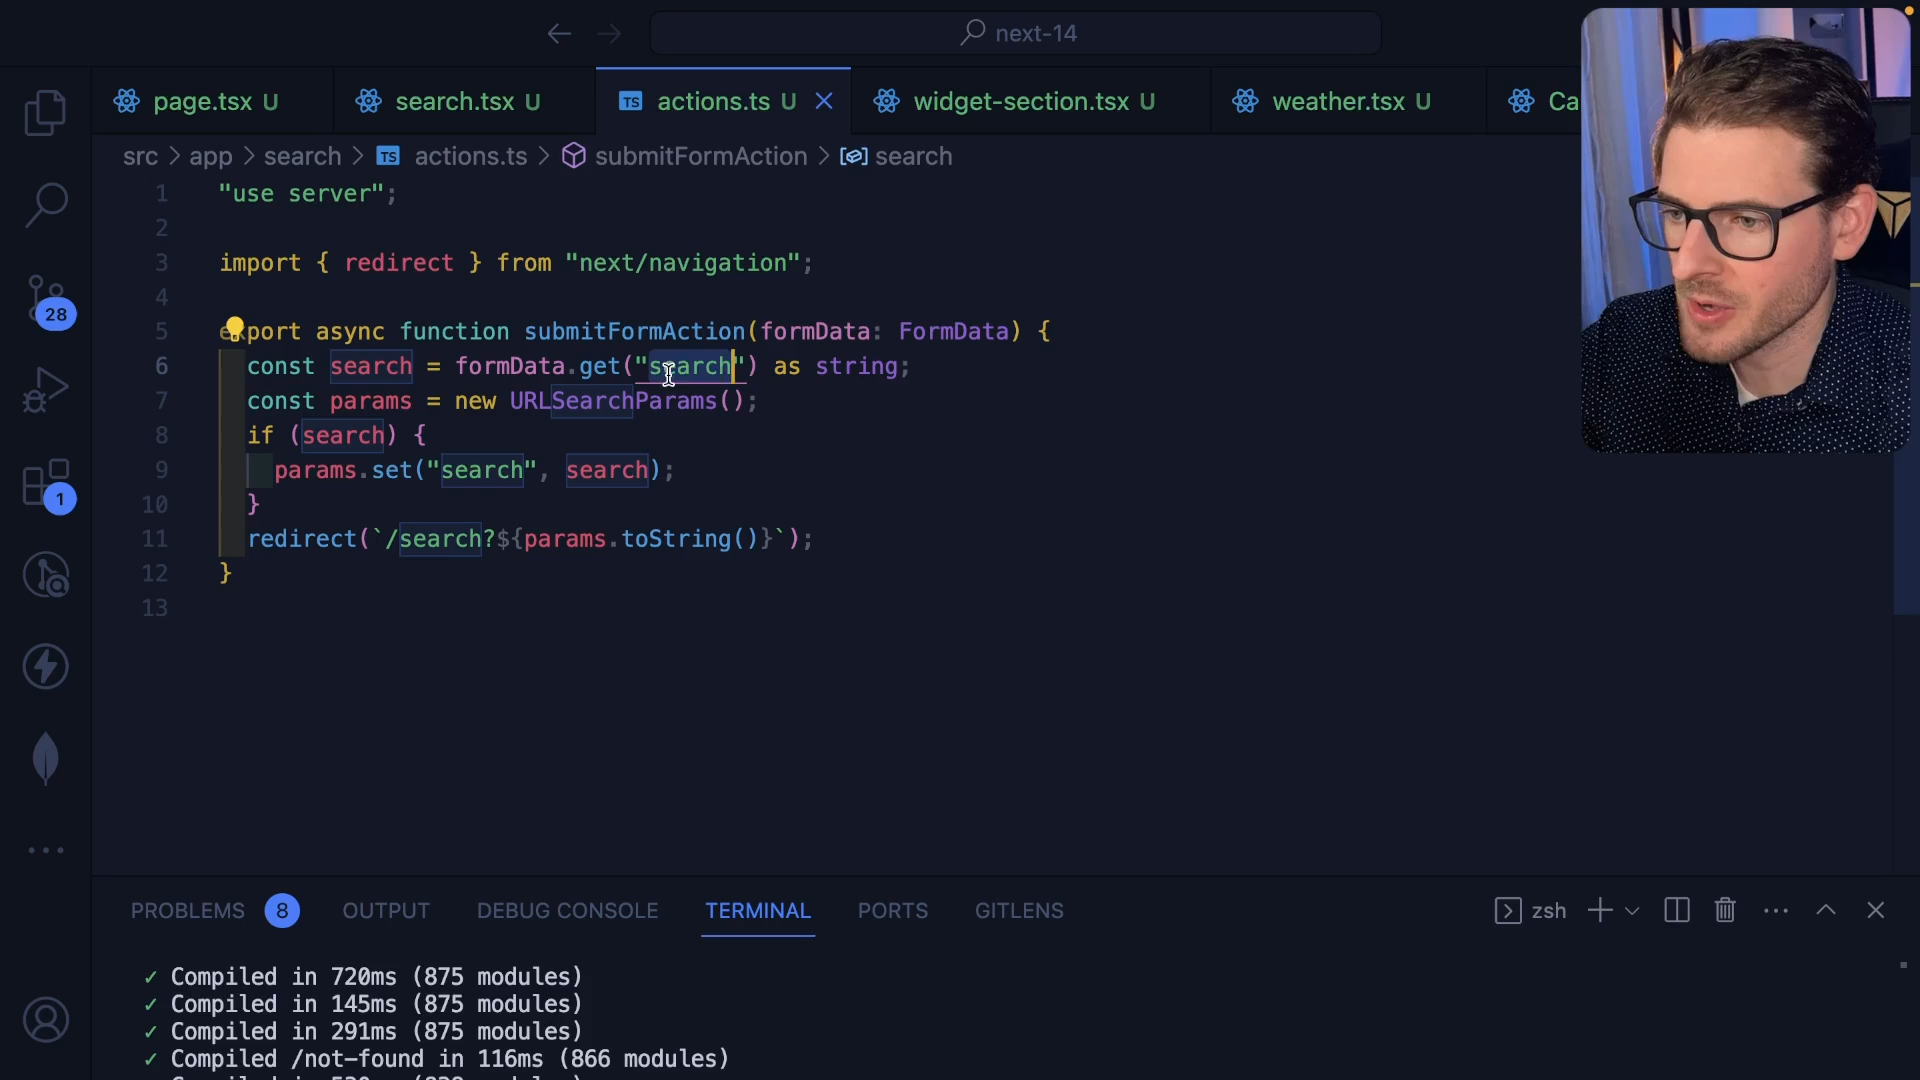 next-14
page.tsx U
search.tsx U
TS actions.ts U
widget-section.tsx U
weather.tsx U
Ca
src > app > search > TS actions.ts > submitFormAction > search
1 "use server";
2
3 import { redirect } from "next/navigation";
4
5 export async function submitFormAction(formData: FormData) {
6 const search = formData.get("search") as string;
7 const params = new URLSearchParams();
8 if (search) {
9 params.set("search", search);
10 }
11 redirect(`/search?${params.toString()}`);
12 }
13
28
1
PROBLEMS 8 OUTPUT DEBUG CONSOLE TERMINAL PORTS GITLENS
zsh
✓ Compiled in 720ms (875 modules)
✓ Compiled in 145ms (875 modules)
✓ Compiled in 291ms (875 modules)
✓ Compiled /not-found in 116ms (866 modules)